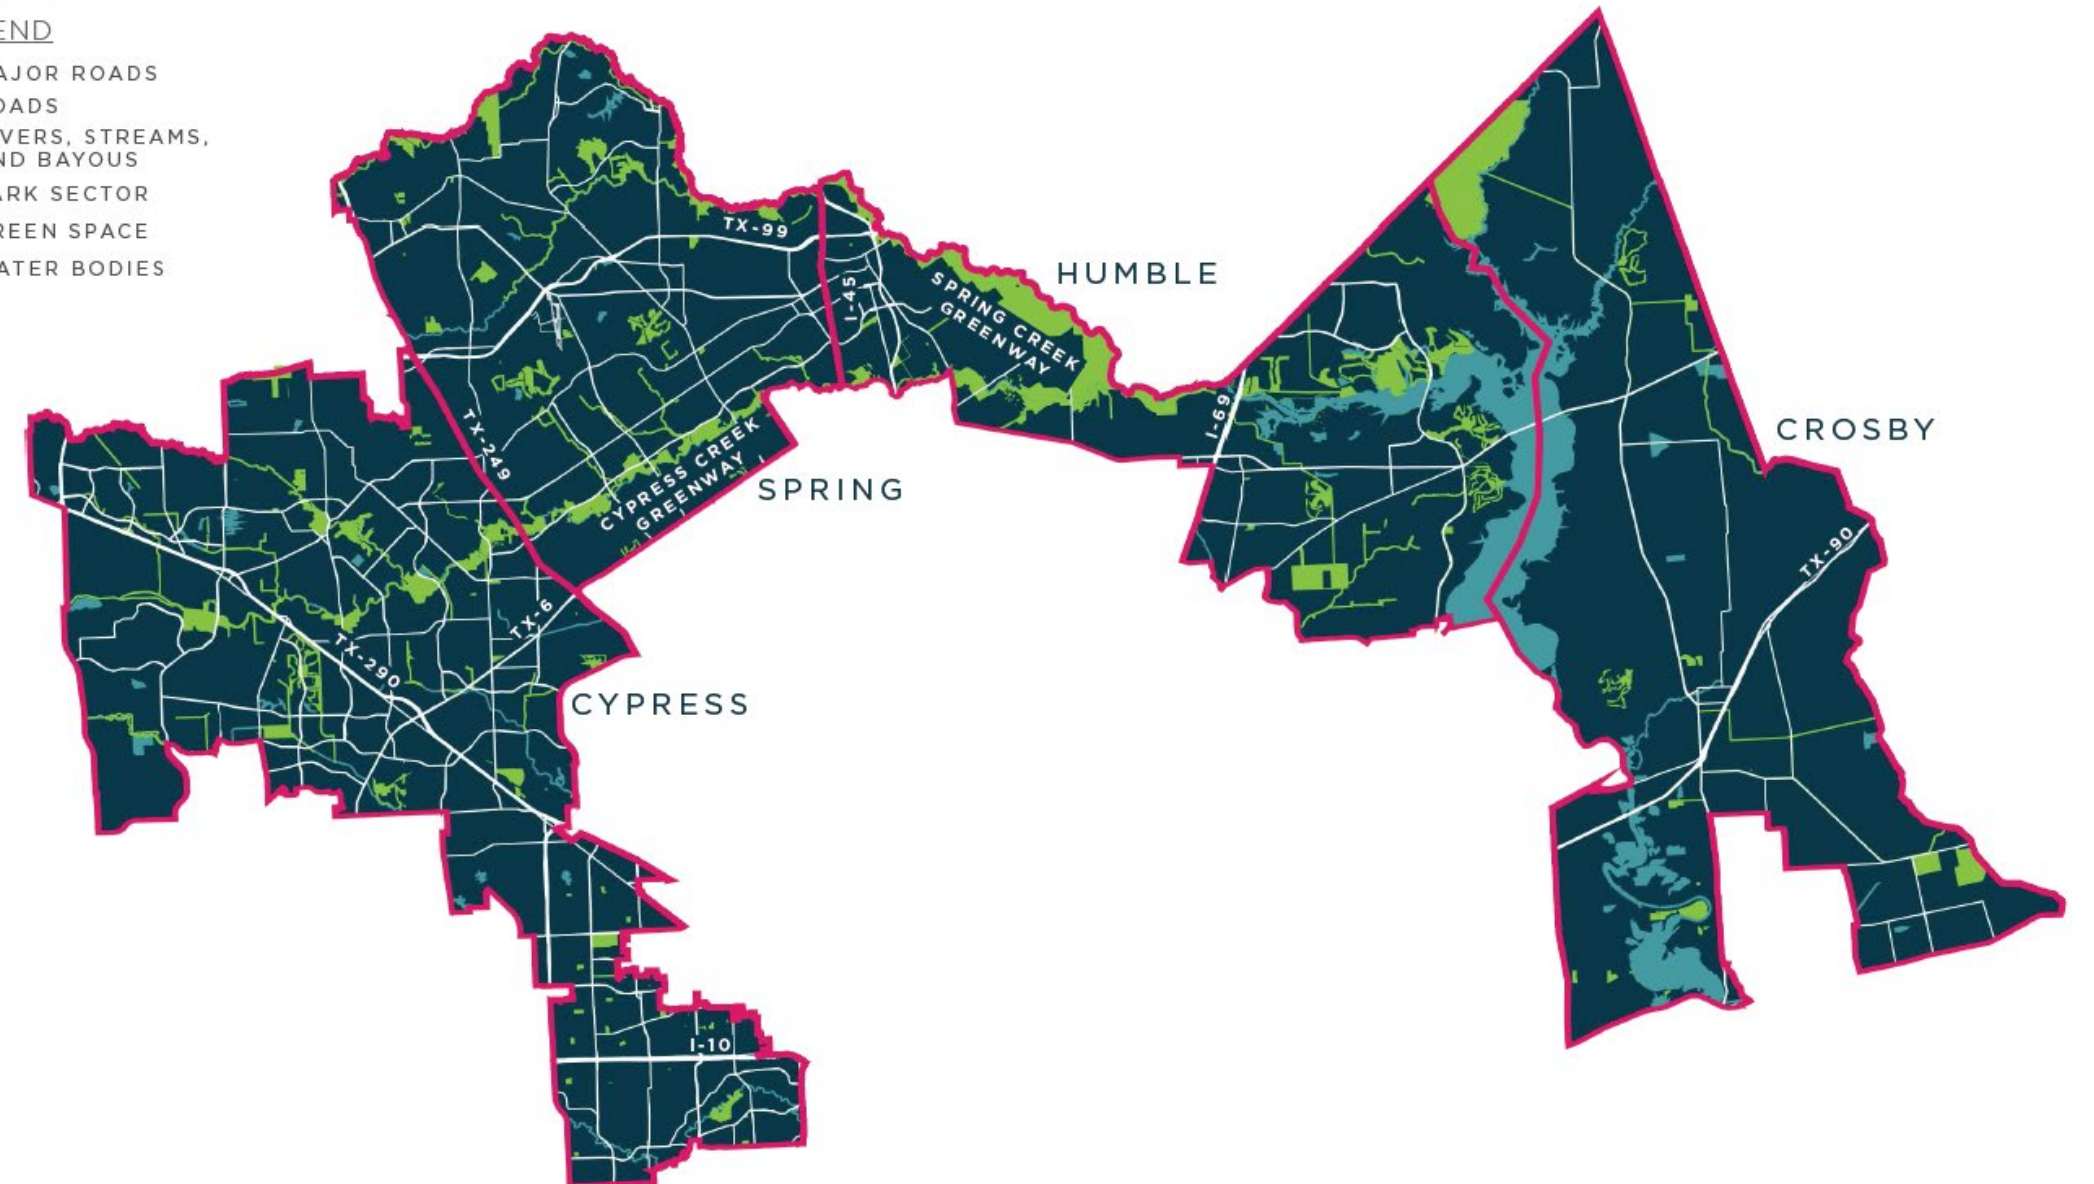 END
AJOR ROADS
OADS
VERS, STREAMS,
ND BAYOUS
ARK SECTOR
REEN SPACE
ATER BODIES
TX-99
I-45
HUMBLE
SPRING CREEK
GREENWAY
I-69
CROSBY
TX-249
CYPRESS CREEK
GREENWAY
SPRING
TX-90
TX-6
TX-290
CYPRESS
I-10